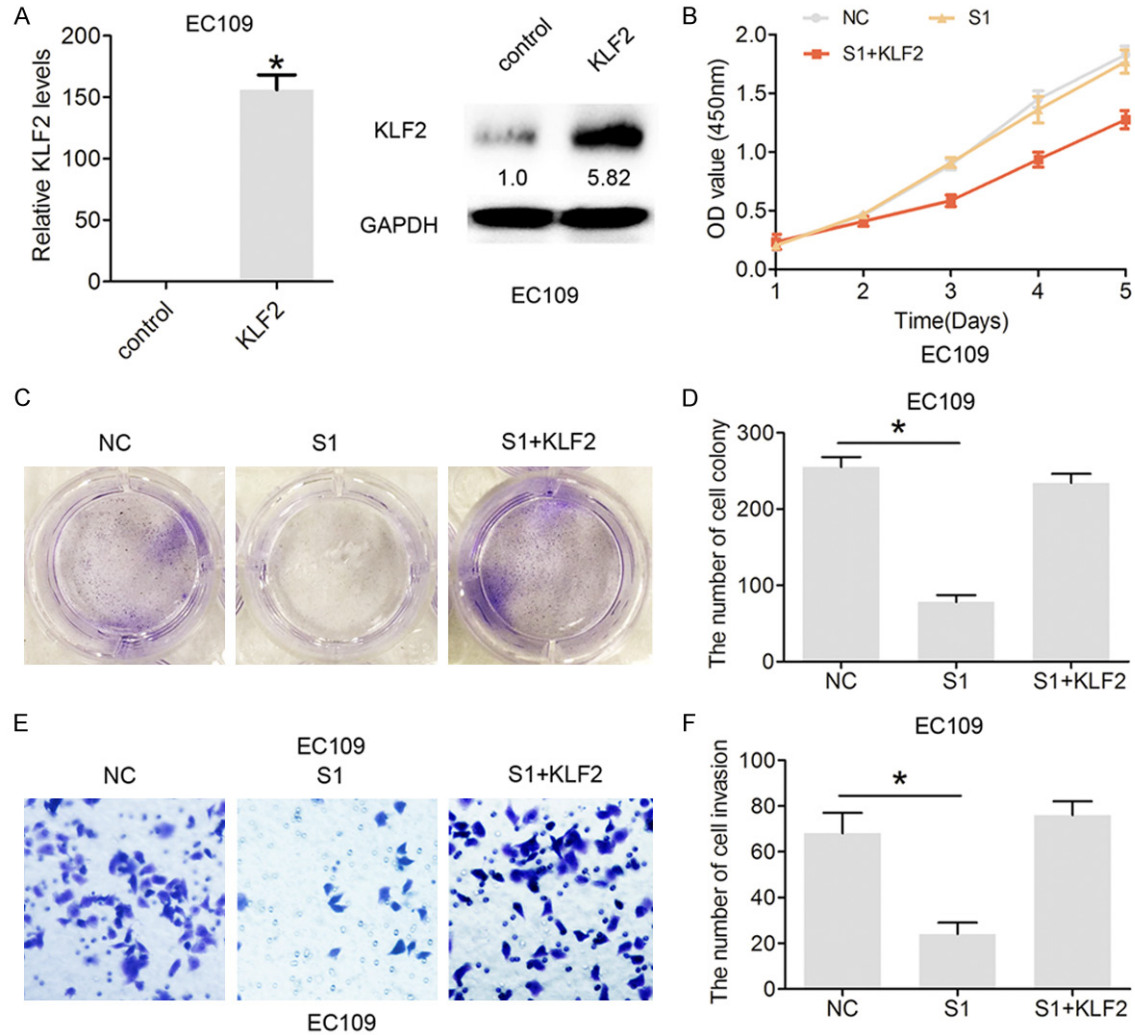 A
EC109
Relative KLF2 levels
200
150
100
50
0
*
control
KLF2
control
KLF2
KLF2
1.0
5.82
GAPDH
EC109
B
NC
S1
S1+KLF2
OD value (450nm)
2.0
1.5
1.0
0.5
0.0
1
2
3
4
5
Time(Days)
EC109
C
NC
S1
S1+KLF2
D
EC109
The number of cell colony
300
200
100
0
*
NC
S1
S1+KLF2
E
EC109
NC
S1
S1+KLF2
EC109
F
EC109
The number of cell invasion
100
80
60
40
20
0
*
NC
S1
S1+KLF2